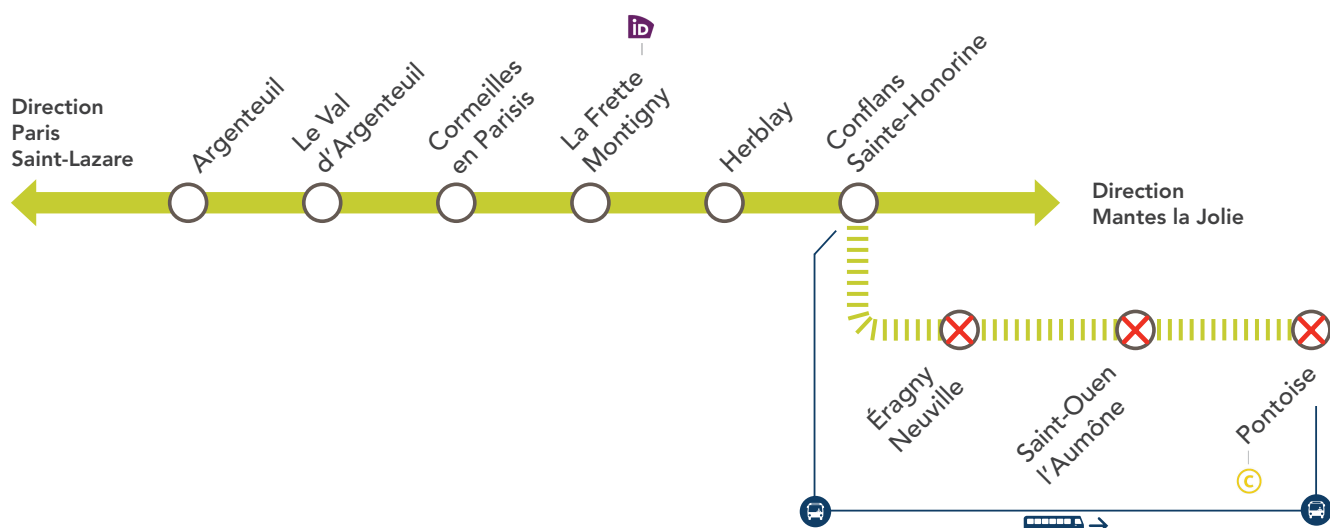 Direction
Paris
Saint-Lazare
Argenteuil
Le Val
d'Argenteuil
Cormeilles
en Parisis
iD
La Frette
Montigny
Herblay
Conflans
Sainte-Honorine
Direction
Mantes la Jolie
Éragny
Neuville
Saint-Ouen
l'Aumône
Pontoise
C